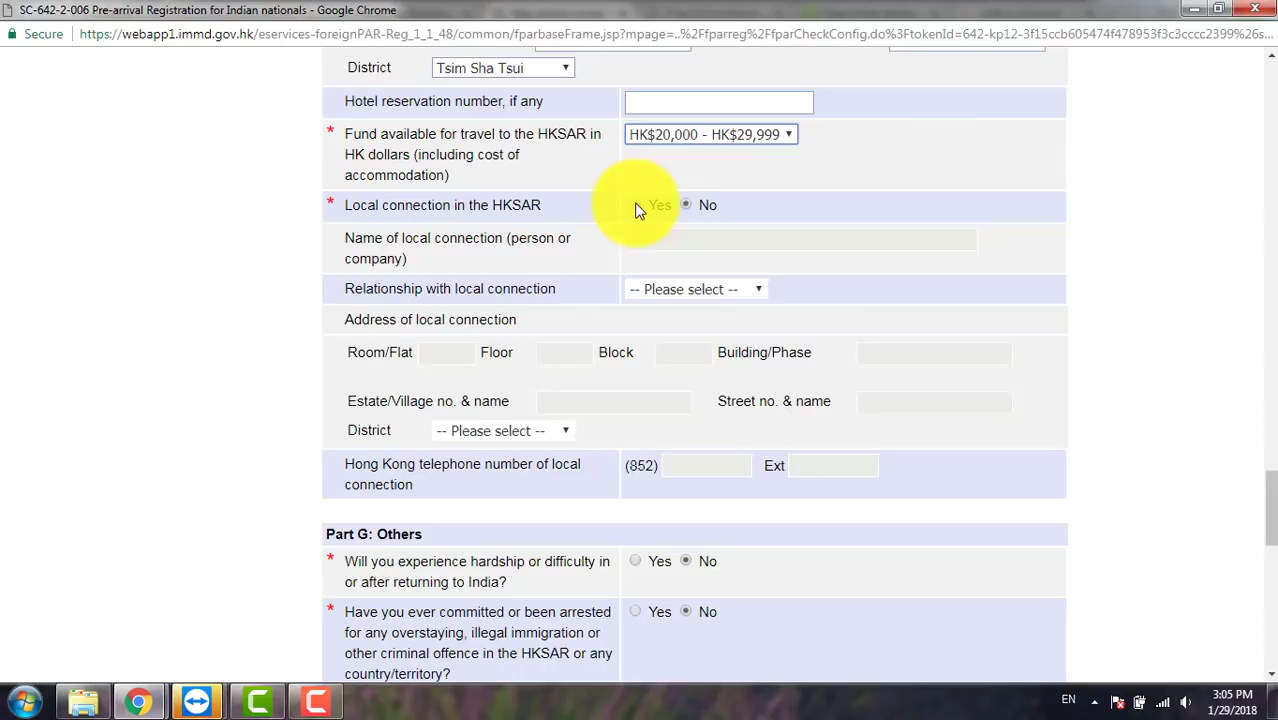 SC-642-2-006 Pre-arrival Registration for Indian nationals - Google Chrome
Secure https://webapp1.immd.gov.hk/eservices-foreignPAR-Reg_1_1_48/common/fparbaseFrame.jsp?mpage=..%2Ffparreg%2FfparCheckConfig.do%3FtokenId=642-kp12-3f15ccb605474f478953f3c3cccc2399%26s...
District Tsim Sha Tsui
Hotel reservation number, if any
* Fund available for travel to the HKSAR in HK$20,000 - HK$29,999
HK dollars (including cost of
accommodation)
* Local connection in the HKSAR Yes No
Name of local connection (person or
company)
Relationship with local connection -- Please select --
Address of local connection
Room/Flat Floor Block Building/Phase
Estate/Village no. & name Street no. & name
District -- Please select --
Hong Kong telephone number of local (852) Ext
connection
Part G: Others
* Will you experience hardship or difficulty in Yes No
or after returning to India?
* Have you ever committed or been arrested Yes No
for any overstaying, illegal immigration or
other criminal offence in the HKSAR or any
country/territory?
EN 3:05 PM
1/29/2018